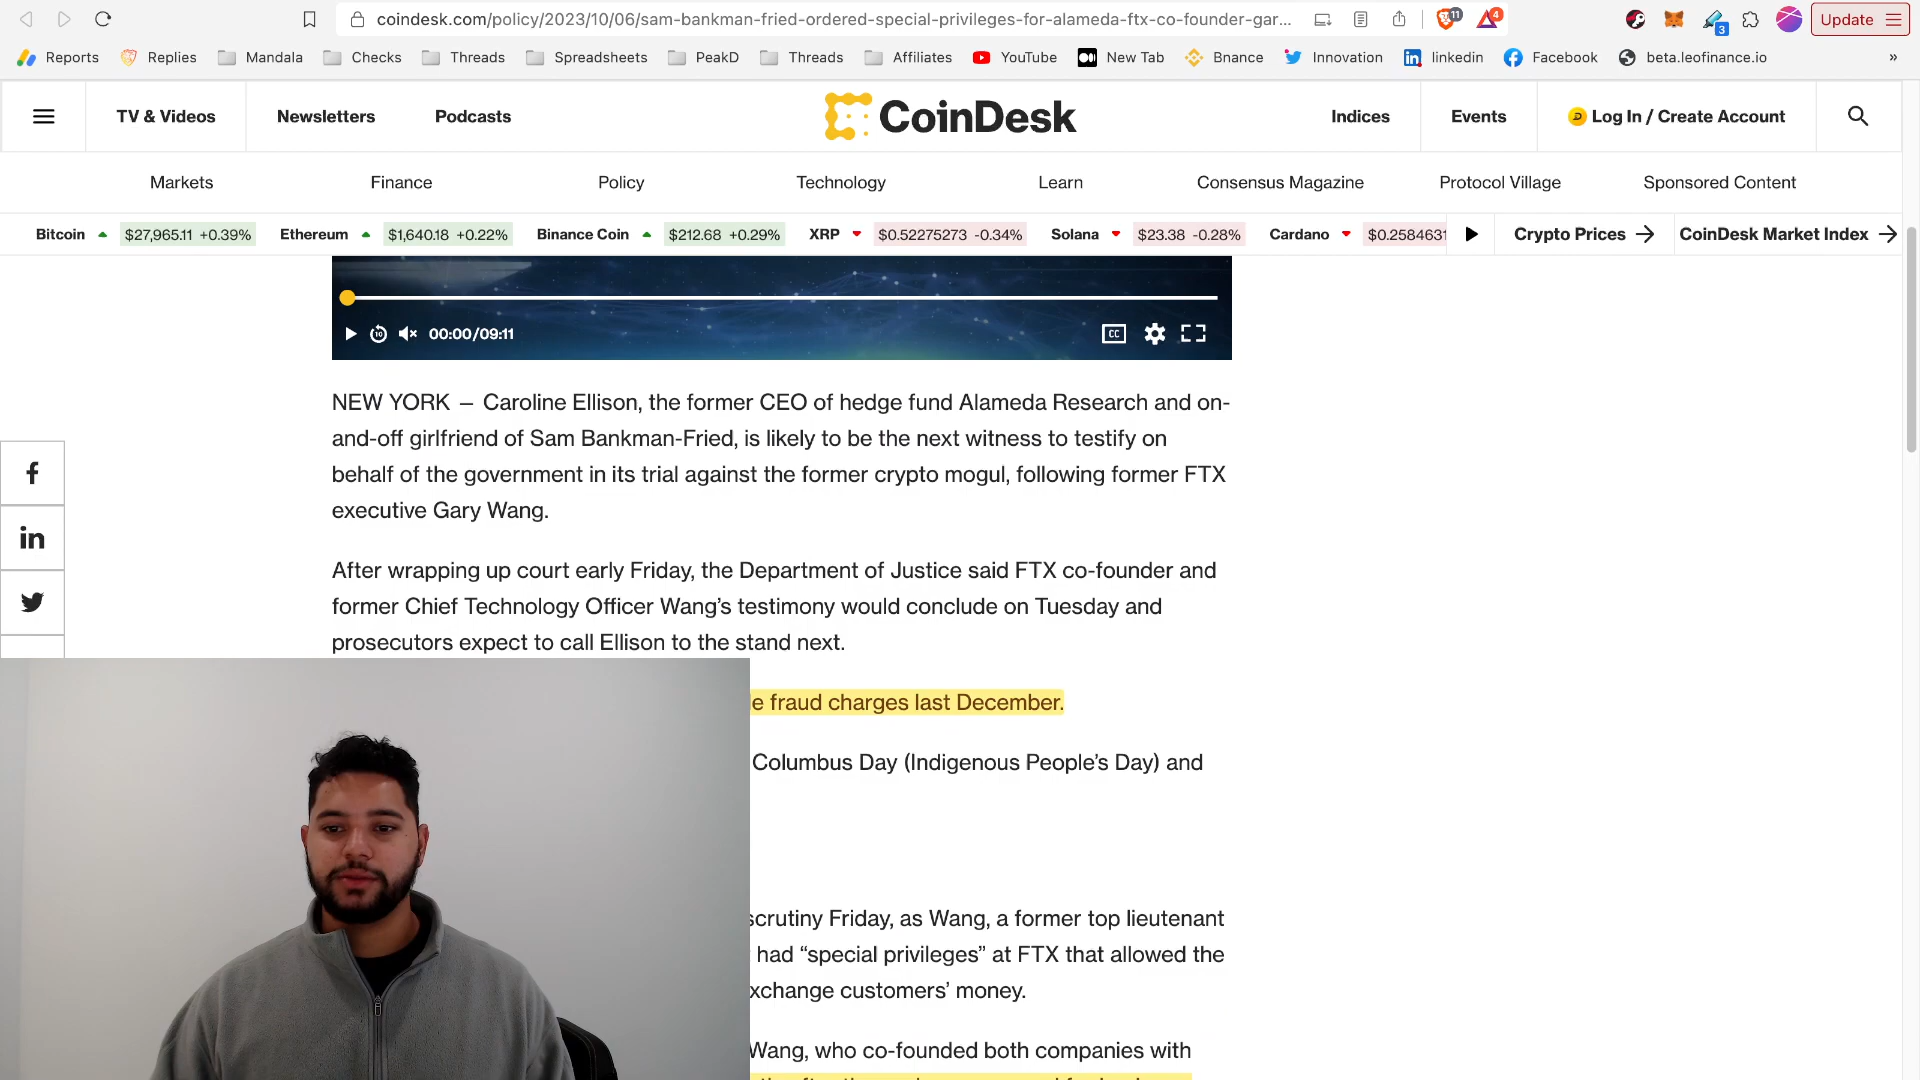 coindesk.com/policy/2023/10/06/sam-bankman-fried-ordered-special-privileges-for-alameda-ftx-co-founder-gar...
11
4
3
Update
Reports Replies Mandala Checks Threads Spreadsheets PeakD Threads Affiliates YouTube New Tab Bnance Innovation linkedin Facebook beta.leofinance.io »
TV & Videos Newsletters Podcasts CoinDesk Indices Events Log In / Create Account
Markets Finance Policy Technology Learn Consensus Magazine Protocol Village Sponsored Content
Bitcoin $27,965.11 +0.39% Ethereum $1,640.18 +0.22% Binance Coin $212.68 +0.29% XRP $0.52275273 -0.34% Solana $23.38 -0.28% Cardano $0.2584631 Crypto Prices → CoinDesk Market Index →
10 00:00/09:11 CC
NEW YORK — Caroline Ellison, the former CEO of hedge fund Alameda Research and on-
and-off girlfriend of Sam Bankman-Fried, is likely to be the next witness to testify on
behalf of the government in its trial against the former crypto mogul, following former FTX
executive Gary Wang.
After wrapping up court early Friday, the Department of Justice said FTX co-founder and
former Chief Technology Officer Wang’s testimony would conclude on Tuesday and
prosecutors expect to call Ellison to the stand next.
e fraud charges last December.
Columbus Day (Indigenous People’s Day) and
scrutiny Friday, as Wang, a former top lieutenant
had “special privileges” at FTX that allowed the
xchange customers’ money.
Wang, who co-founded both companies with